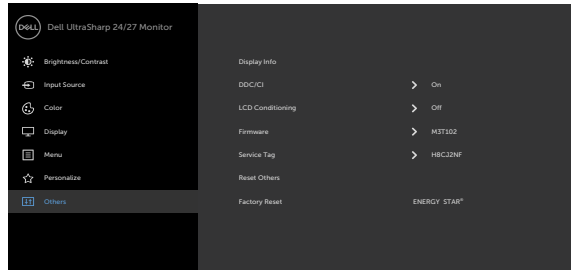 DELL Dell UltraSharp 24/27 Monitor
Brightness/Contrast
Input Source
Color
Display
Menu
Personalize
Others
Display Info
DDC/CI > On
LCD Conditioning > Off
Firmware > M3T102
Service Tag > H8CJ2NF
Reset Others
Factory Reset ENERGY STAR®